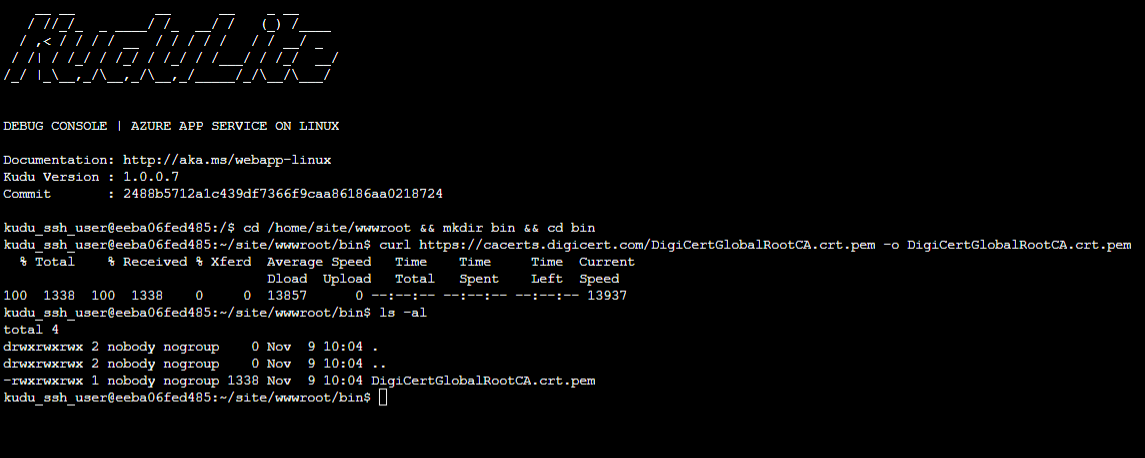 KuduLite
DEBUG CONSOLE | AZURE APP SERVICE ON LINUX
Documentation: http://aka.ms/webapp-linux
Kudu Version : 1.0.0.7
Commit       : 2488b5712a1c439df7366f9caa86186aa0218724
kudu_ssh_user@eeba06fed485:/$ cd /home/site/wwwroot && mkdir bin && cd bin
kudu_ssh_user@eeba06fed485:~/site/wwwroot/bin$ curl https://cacerts.digicert.com/DigiCertGlobalRootCA.crt.pem -o DigiCertGlobalRootCA.crt.pem
  % Total    % Received % Xferd  Average Speed   Time    Time     Time  Current
                                 Dload  Upload   Total   Spent    Left  Speed
100  1338  100  1338    0     0  13857      0 --:--:-- --:--:-- --:--:-- 13937
kudu_ssh_user@eeba06fed485:~/site/wwwroot/bin$ ls -al
total 4
drwxrwxrwx 2 nobody nogroup    0 Nov  9 10:04 .
drwxrwxrwx 2 nobody nogroup    0 Nov  9 10:04 ..
-rwxrwxrwx 1 nobody nogroup 1338 Nov  9 10:04 DigiCertGlobalRootCA.crt.pem
kudu_ssh_user@eeba06fed485:~/site/wwwroot/bin$